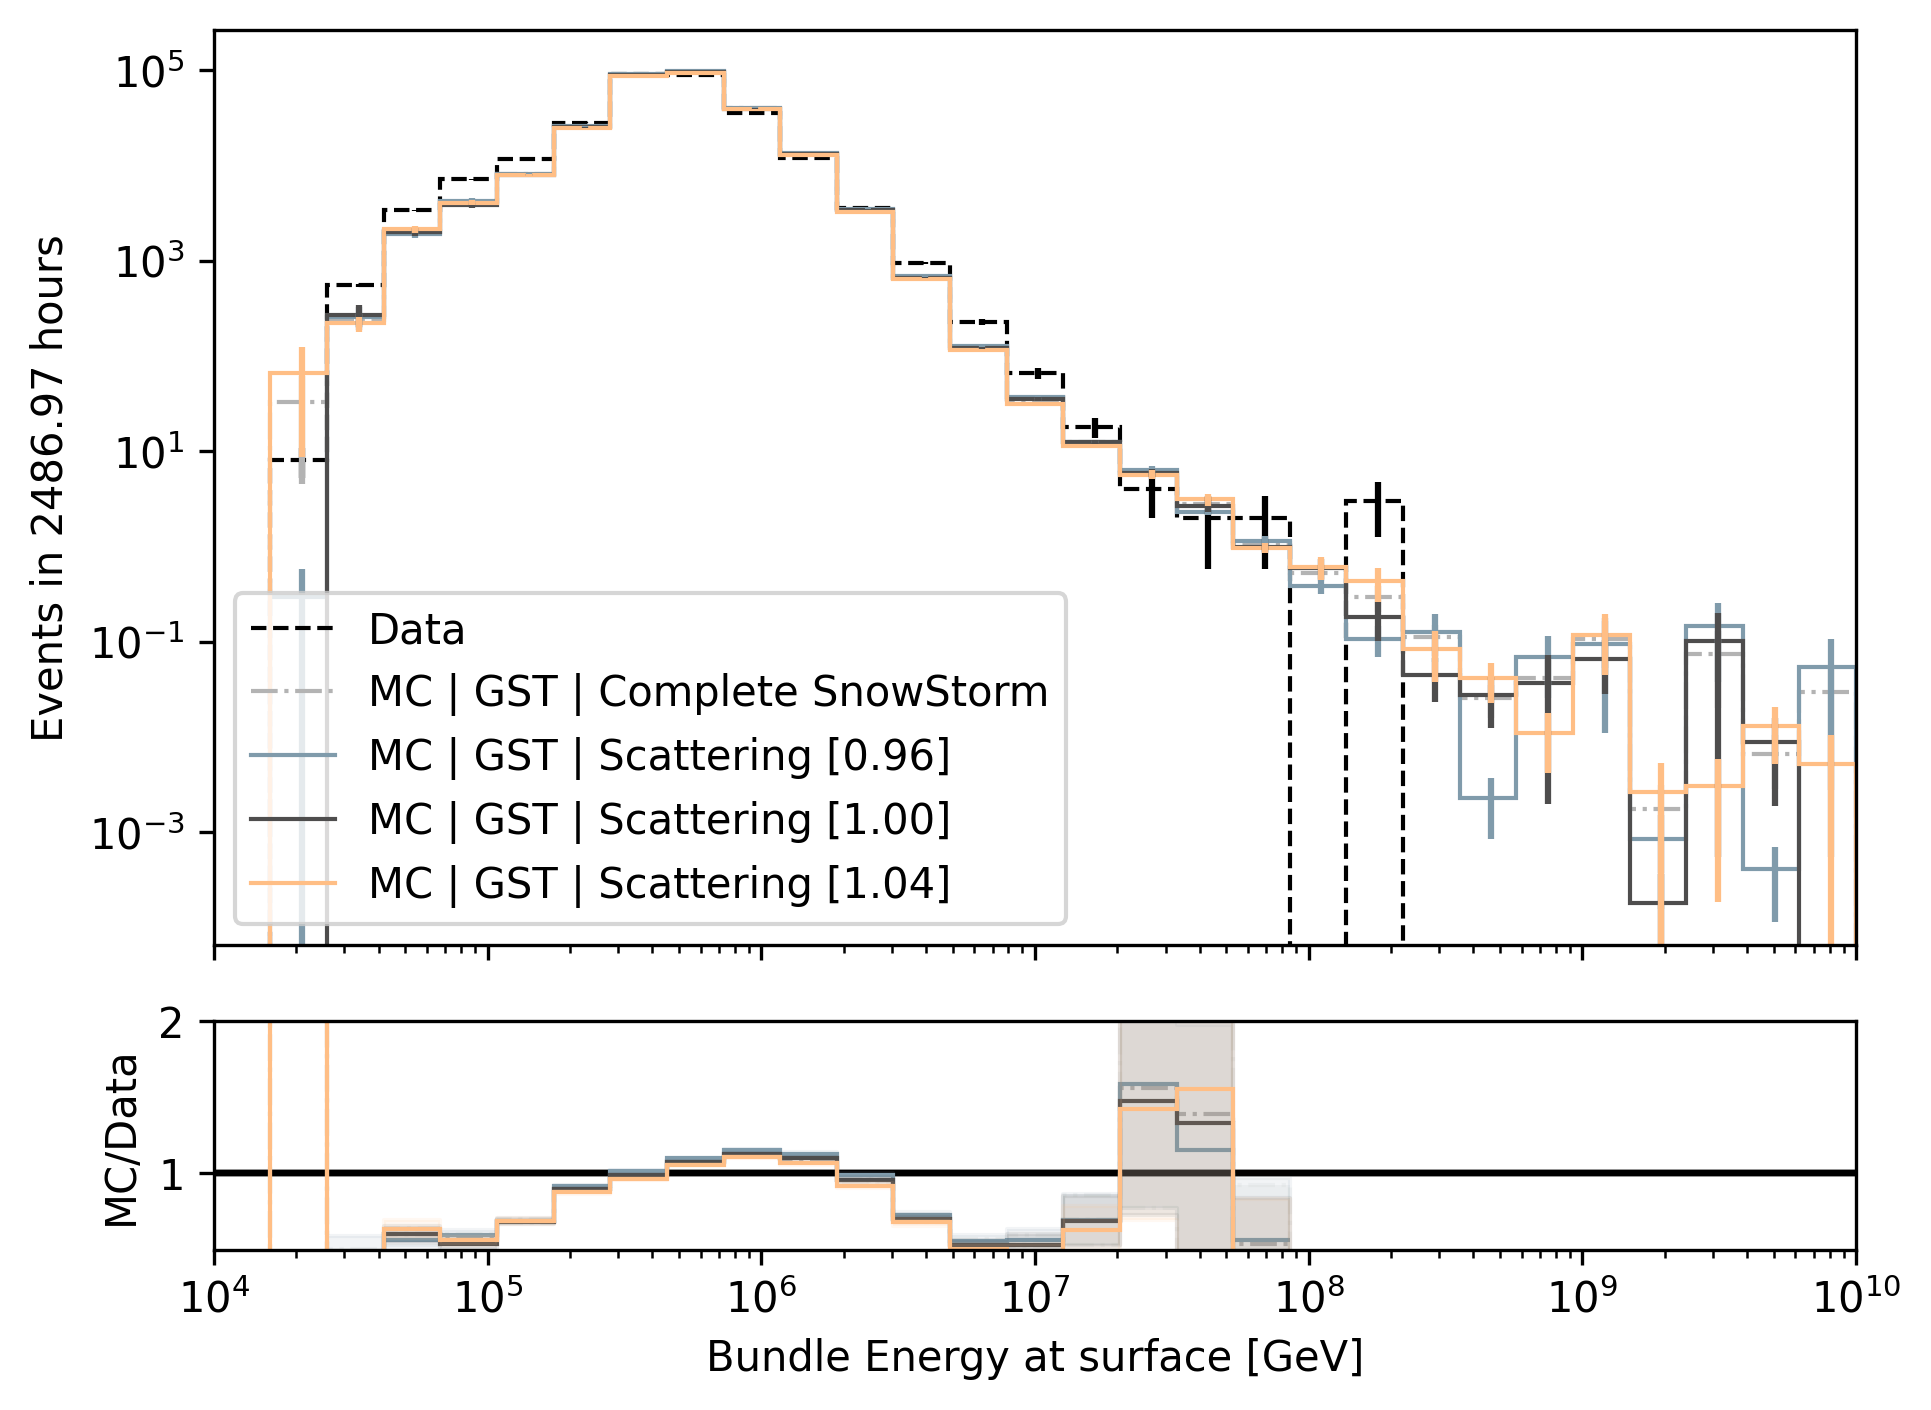 10^5
10^3
10^1
10^−1
10^−3
Events in 2486.97 hours
Data
MC | GST | Complete SnowStorm
MC | GST | Scattering [0.96]
MC | GST | Scattering [1.00]
MC | GST | Scattering [1.04]
2
1
MC/Data
10^4 10^5 10^6 10^7 10^8 10^9 10^10
Bundle Energy at surface [GeV]